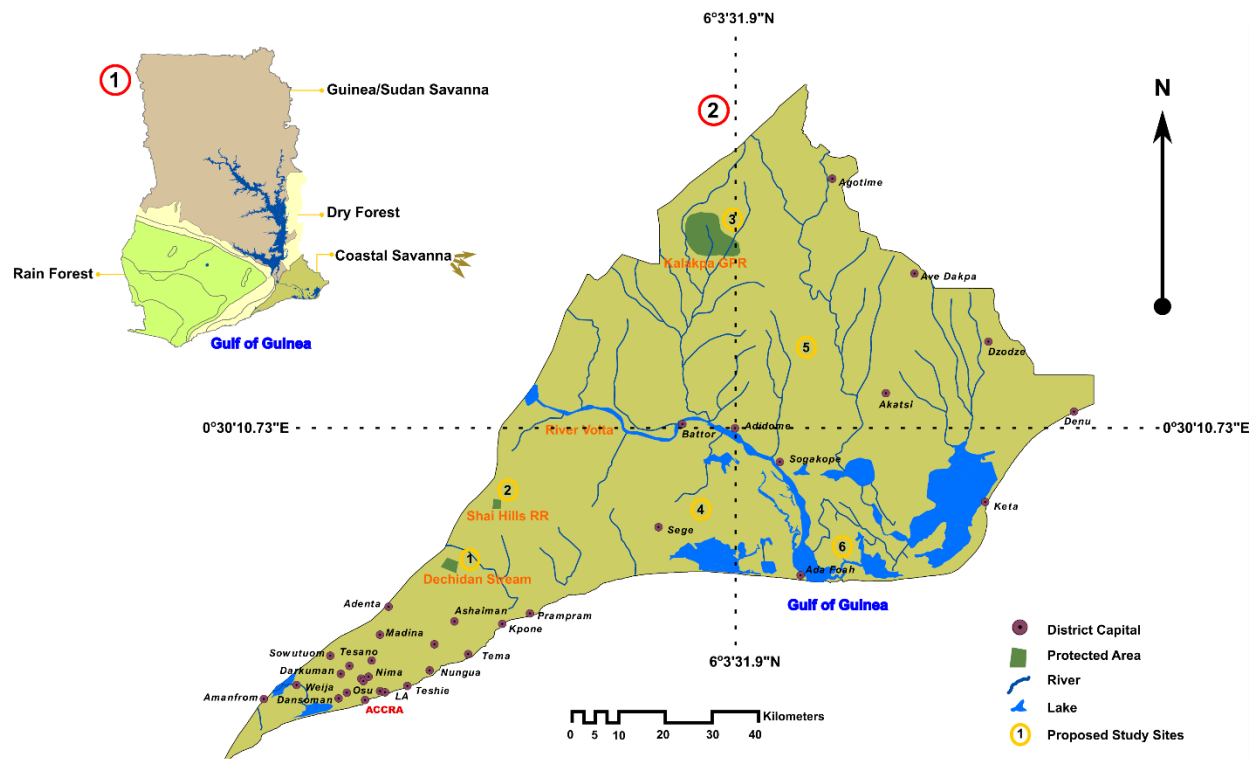 1
Guinea/Sudan Savanna
Dry Forest
Coastal Savanna
Rain Forest
Gulf of Guinea
6°3'31.9"N
2
N
Agotime
3
Kalakpa GPR
Ave Dakpa
5
Dzodze
Akatsi
Denu
0°30'10.73"E
River Volta
Battor
Adidome
0°30'10.73"E
Sogakope
2
Shai Hills RR
4
Sege
Keta
1
Dechidan Stream
6
Ada Foah
Gulf of Guinea
Adenta
Ashaiman
Prampram
Kpone
Madina
Sowutuom
Tesano
Tema
Darkuman
Nima
Nungua
Weija
Osu
Teshie
Amanfrom
Dansoman
LA
ACCRA
6°3'31.9"N
Kilometers
0 5 10 20 30 40
District Capital
Protected Area
River
Lake
1 Proposed Study Sites